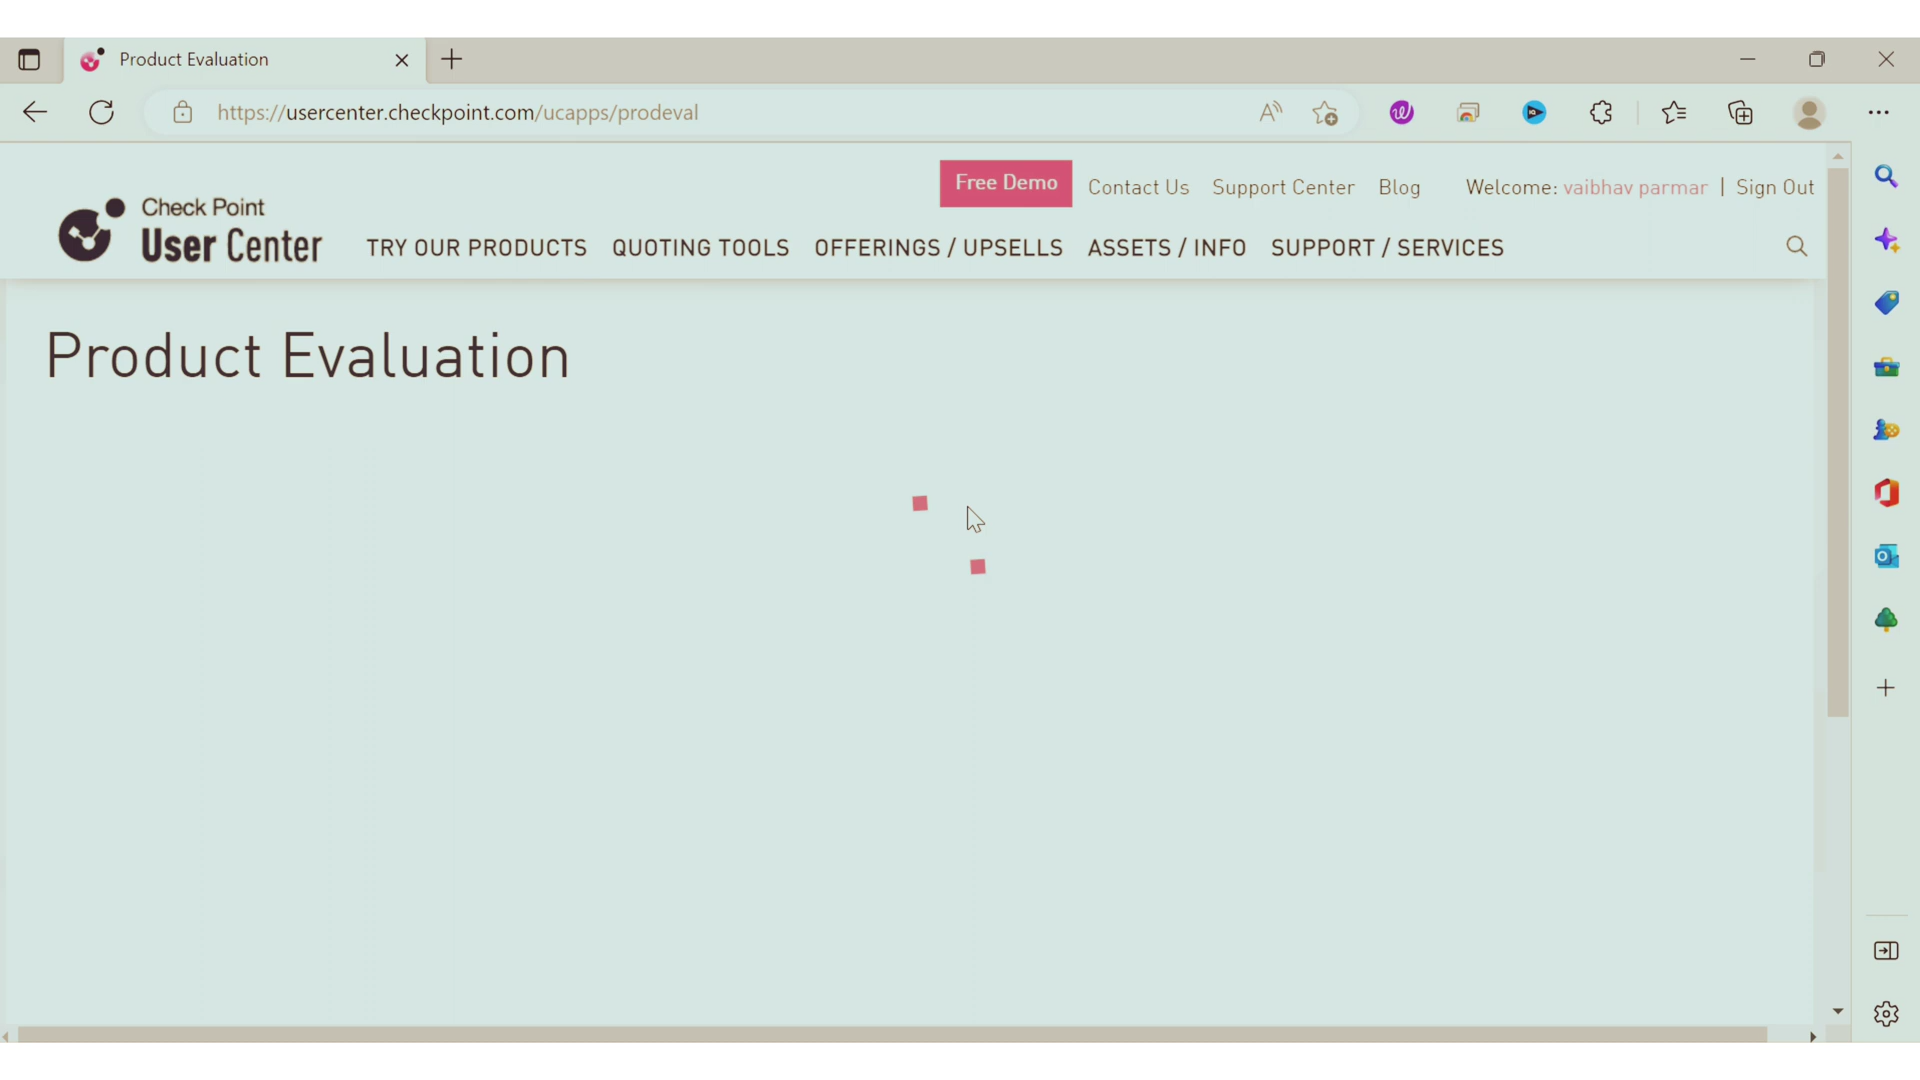 Product Evaluation
https://usercenter.checkpoint.com/ucapps/prodeval
Free Demo
Contact Us
Support Center
Blog
Welcome: vaibhav parmar | Sign Out
Check Point
User Center
TRY OUR PRODUCTS
QUOTING TOOLS
OFFERINGS / UPSELLS
ASSETS / INFO
SUPPORT / SERVICES
Product Evaluation